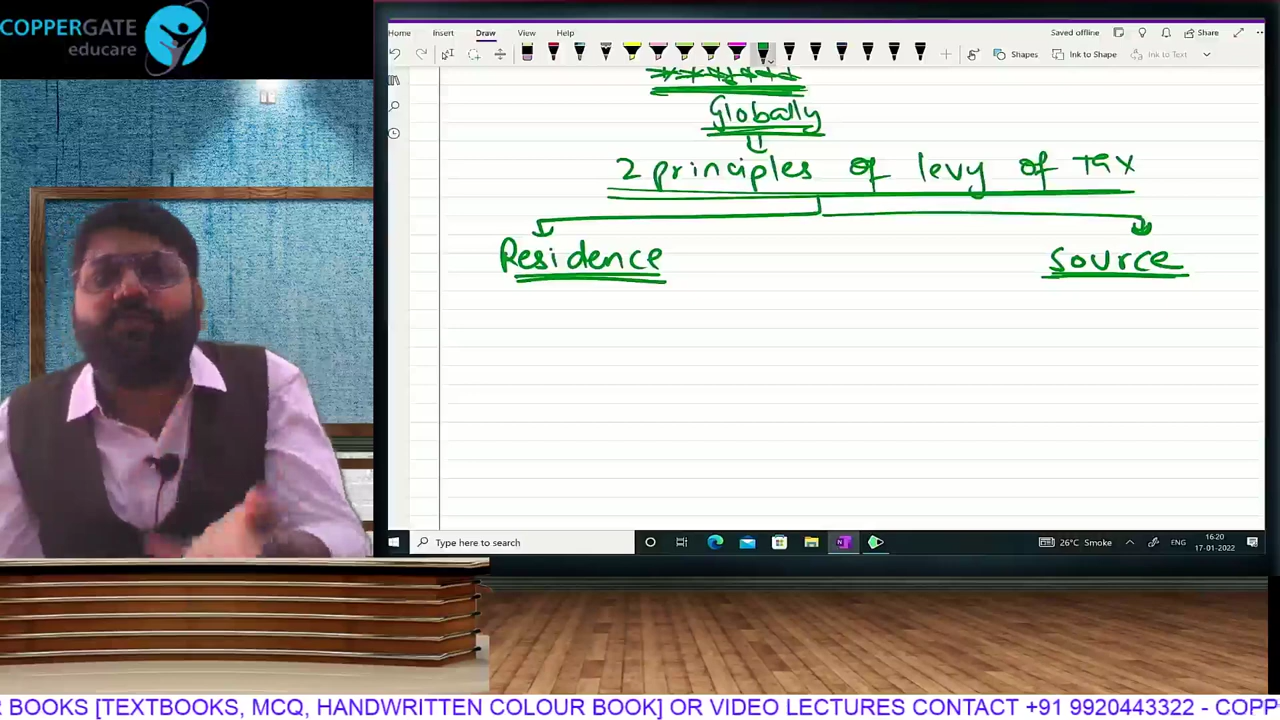 COPPERGATE
educare
Home Insert Draw View Help
Saved offline
Share
Shapes
Ink to Shape
Ink to Text
Globally
2 principles of levy of Tax
Residence
Source
Type here to search
26°C Smoke
ENG
16:20
17-01-2022
R BOOKS [TEXTBOOKS, MCQ, HANDWRITTEN COLOUR BOOK] OR VIDEO LECTURES CONTACT +91 9920443322 - COPP